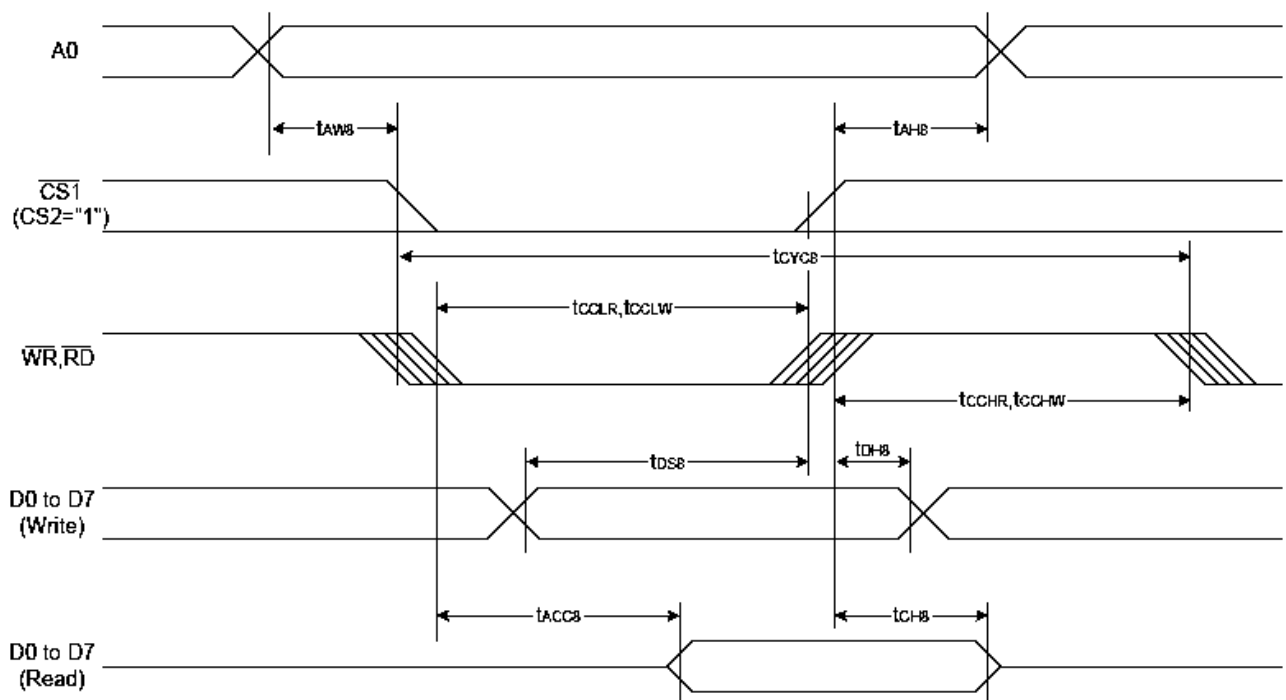 A0
tAW8
tAH8
CS1
(CS2="1")
tCYC8
tCCLR,tCCLW
WR,RD
tCCHR,tCCHW
tDS8
tDH8
D0 to D7
(Write)
tACC8
tCH8
D0 to D7
(Read)